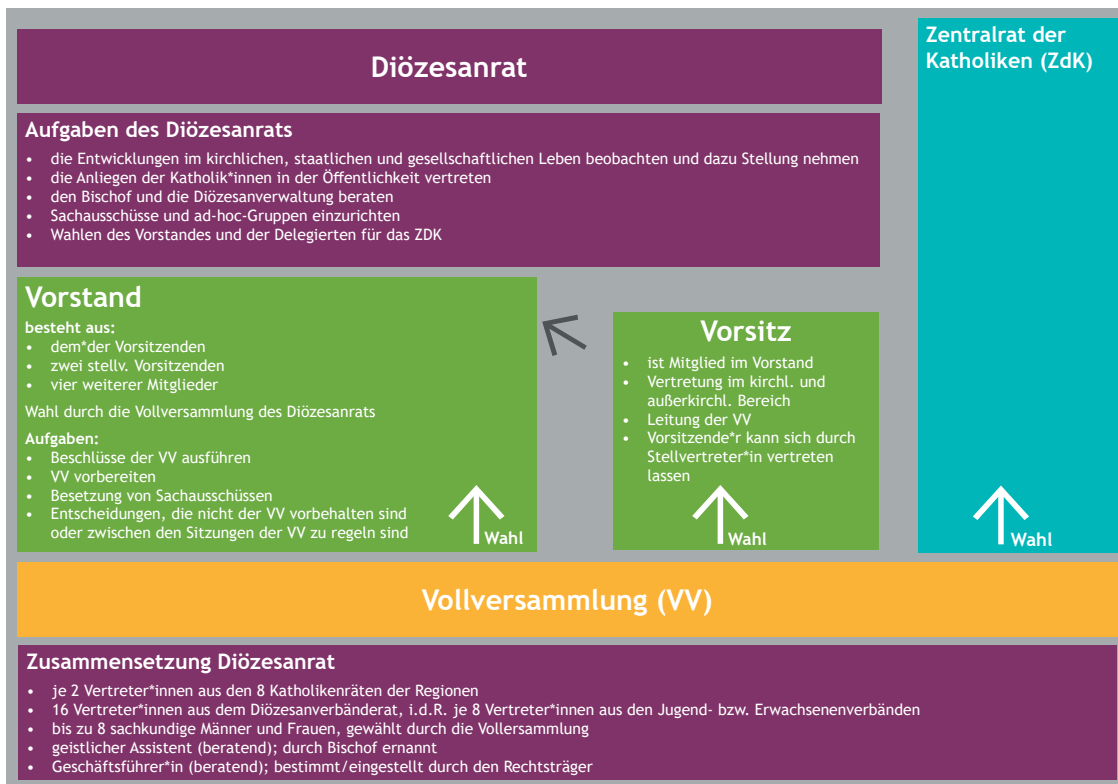 Diözesanrat
Zentralrat der
Katholiken (ZdK)
Aufgaben des Diözesanrats
• die Entwicklungen im kirchlichen, staatlichen und gesellschaftlichen Leben beobachten und dazu Stellung nehmen
• die Anliegen der Katholik*innen in der Öffentlichkeit vertreten
• den Bischof und die Diözesanverwaltung beraten
• Sachausschüsse und ad-hoc-Gruppen einzurichten
• Wahlen des Vorstandes und der Delegierten für das ZDK
Vorstand
besteht aus:
• dem*der Vorsitzenden
• zwei stellv. Vorsitzenden
• vier weiterer Mitglieder
Wahl durch die Vollversammlung des Diözesanrats
Aufgaben:
• Beschlüsse der VV ausführen
• VV vorbereiten
• Besetzung von Sachausschüssen
• Entscheidungen, die nicht der VV vorbehalten sind
oder zwischen den Sitzungen der VV zu regeln sind
Wahl
Vorsitz
• ist Mitglied im Vorstand
• Vertretung im kirchl. und
außerkirchl. Bereich
• Leitung der VV
• Vorsitzende*r kann sich durch
Stellvertreter*in vertreten
lassen
Wahl
Wahl
Vollversammlung (VV)
Zusammensetzung Diözesanrat
• je 2 Vertreter*innen aus den 8 Katholikenräten der Regionen
• 16 Vertreter*innen aus dem Diözesanverbänderat, i.d.R. je 8 Vertreter*innen aus den Jugend- bzw. Erwachsenenverbänden
• bis zu 8 sachkundige Männer und Frauen, gewählt durch die Vollersammlung
• geistlicher Assistent (beratend); durch Bischof ernannt
• Geschäftsführer*in (beratend); bestimmt/eingestellt durch den Rechtsträger